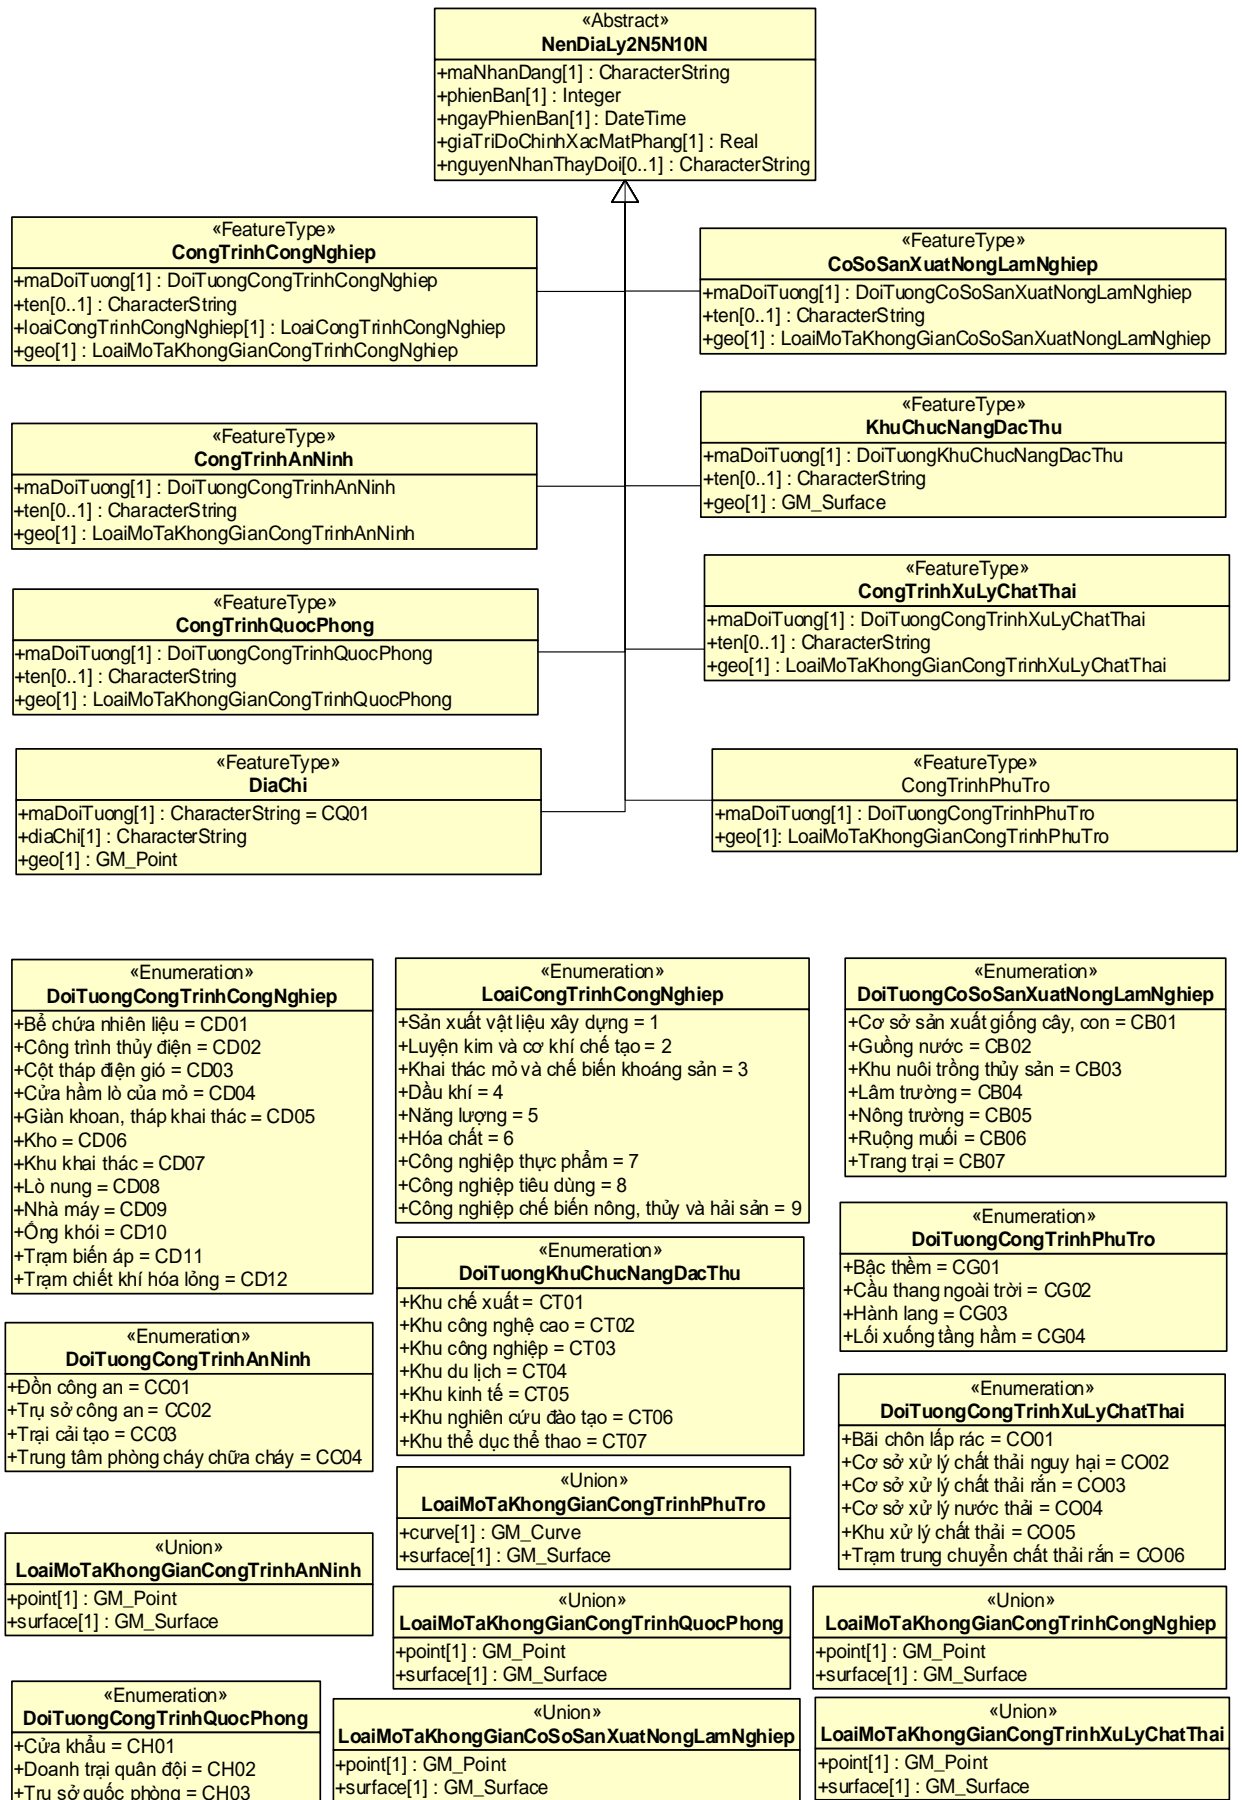 «Abstract»
NenDiaLy2N5N10N
+maNhanDang[1] : CharacterString
+phienBan[1] : Integer
+ngayPhienBan[1] : DateTime
+giaTriDoChinhXacMatPhang[1] : Real
+nguyenNhanThayDoi[0..1] : CharacterString
«FeatureType»
CongTrinhCongNghiep
+maDoiTuong[1] : DoiTuongCongTrinhCongNghiep
+ten[0..1] : CharacterString
+loaiCongTrinhCongNghiep[1] : LoaiCongTrinhCongNghiep
+geo[1] : LoaiMoTaKhongGianCongTrinhCongNghiep
«FeatureType»
CoSoSanXuatNongLamNghiep
+maDoiTuong[1] : DoiTuongCoSoSanXuatNongLamNghiep
+ten[0..1] : CharacterString
+geo[1] : LoaiMoTaKhongGianCoSoSanXuatNongLamNghiep
«FeatureType»
CongTrinhAnNinh
+maDoiTuong[1] : DoiTuongCongTrinhAnNinh
+ten[0..1] : CharacterString
+geo[1] : LoaiMoTaKhongGianCongTrinhAnNinh
«FeatureType»
KhuChucNangDacThu
+maDoiTuong[1] : DoiTuongKhuChucNangDacThu
+ten[0..1] : CharacterString
+geo[1] : GM_Surface
«FeatureType»
CongTrinhQuocPhong
+maDoiTuong[1] : DoiTuongCongTrinhQuocPhong
+ten[0..1] : CharacterString
+geo[1] : LoaiMoTaKhongGianCongTrinhQuocPhong
«FeatureType»
CongTrinhXuLyChatThai
+maDoiTuong[1] : DoiTuongCongTrinhXuLyChatThai
+ten[0..1] : CharacterString
+geo[1] : LoaiMoTaKhongGianCongTrinhXuLyChatThai
«FeatureType»
DiaChi
+maDoiTuong[1] : CharacterString = CQ01
+diaChi[1] : CharacterString
+geo[1] : GM_Point
«FeatureType»
CongTrinhPhuTro
+maDoiTuong[1] : DoiTuongCongTrinhPhuTro
+geo[1]: LoaiMoTaKhongGianCongTrinhPhuTro
«Enumeration»
DoiTuongCongTrinhCongNghiep
+Bể chứa nhiên liệu = CD01
+Công trình thủy điện = CD02
+Cột tháp điện gió = CD03
+Cửa hầm lò của mỏ = CD04
+Giàn khoan, tháp khai thác = CD05
+Kho = CD06
+Khu khai thác = CD07
+Lò nung = CD08
+Nhà máy = CD09
+Ống khói = CD10
+Trạm biến áp = CD11
+Trạm chiết khí hóa lỏng = CD12
«Enumeration»
LoaiCongTrinhCongNghiep
+Sản xuất vật liệu xây dựng = 1
+Luyện kim và cơ khí chế tạo = 2
+Khai thác mỏ và chế biến khoáng sản = 3
+Dầu khí = 4
+Năng lượng = 5
+Hóa chất = 6
+Công nghiệp thực phẩm = 7
+Công nghiệp tiêu dùng = 8
+Công nghiệp chế biến nông, thủy và hải sản = 9
«Enumeration»
DoiTuongCoSoSanXuatNongLamNghiep
+Cơ sở sản xuất giống cây, con = CB01
+Guồng nước = CB02
+Khu nuôi trồng thủy sản = CB03
+Lâm trường = CB04
+Nông trường = CB05
+Ruộng muối = CB06
+Trang trại = CB07
«Enumeration»
DoiTuongCongTrinhPhuTro
+Bậc thềm = CG01
+Cầu thang ngoài trời = CG02
+Hành lang = CG03
+Lối xuống tầng hầm = CG04
«Enumeration»
DoiTuongKhuChucNangDacThu
+Khu chế xuất = CT01
+Khu công nghệ cao = CT02
+Khu công nghiệp = CT03
+Khu du lịch = CT04
+Khu kinh tế = CT05
+Khu nghiên cứu đào tạo = CT06
+Khu thể dục thể thao = CT07
«Enumeration»
DoiTuongCongTrinhAnNinh
+Đồn công an = CC01
+Trụ sở công an = CC02
+Trại cải tạo = CC03
+Trung tâm phòng cháy chữa cháy = CC04
«Enumeration»
DoiTuongCongTrinhXuLyChatThai
+Bãi chôn lấp rác = CO01
+Cơ sở xử lý chất thải nguy hại = CO02
+Cơ sở xử lý chất thải rắn = CO03
+Cơ sở xử lý nước thải = CO04
+Khu xử lý chất thải = CO05
+Trạm trung chuyển chất thải rắn = CO06
«Union»
LoaiMoTaKhongGianCongTrinhPhuTro
+curve[1] : GM_Curve
+surface[1] : GM_Surface
«Union»
LoaiMoTaKhongGianCongTrinhAnNinh
+point[1] : GM_Point
+surface[1] : GM_Surface
«Union»
LoaiMoTaKhongGianCongTrinhQuocPhong
+point[1] : GM_Point
+surface[1] : GM_Surface
«Union»
LoaiMoTaKhongGianCongTrinhCongNghiep
+point[1] : GM_Point
+surface[1] : GM_Surface
«Enumeration»
DoiTuongCongTrinhQuocPhong
+Cửa khẩu = CH01
+Doanh trại quân đội = CH02
+Trụ sở quốc phòng = CH03
«Union»
LoaiMoTaKhongGianCoSoSanXuatNongLamNghiep
+point[1] : GM_Point
+surface[1] : GM_Surface
«Union»
LoaiMoTaKhongGianCongTrinhXuLyChatThai
+point[1] : GM_Point
+surface[1] : GM_Surface